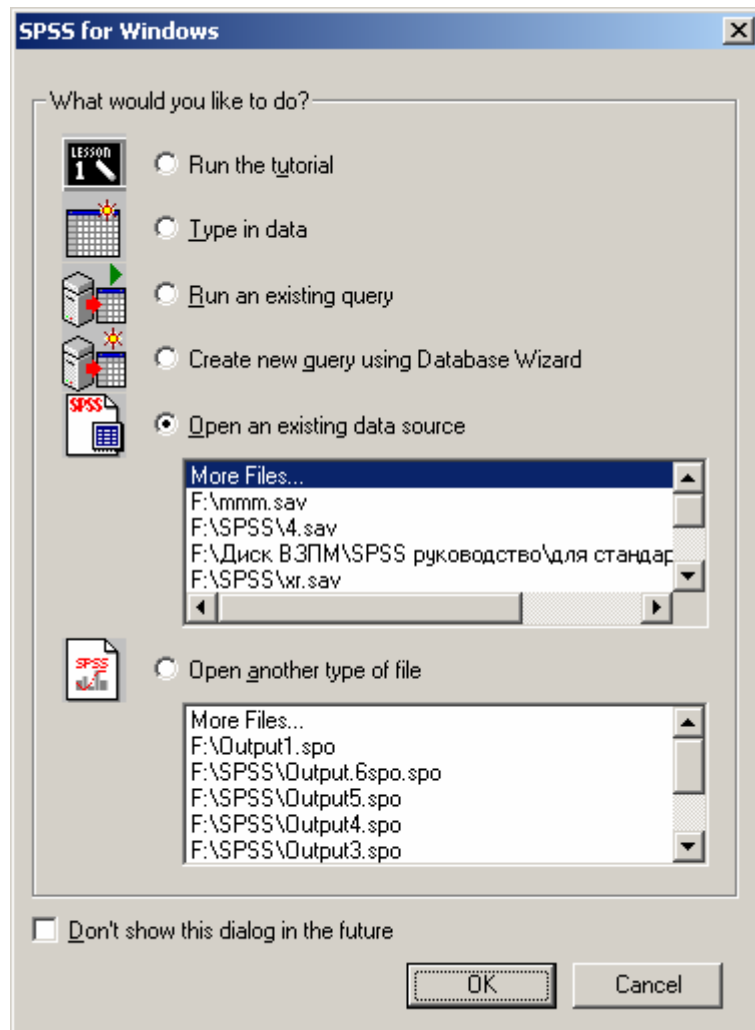 SPSS for Windows
What would you like to do?
LESSON
1
Run the tutorial
Type in data
Run an existing query
Create new query using Database Wizard
SPSS
Open an existing data source
More Files...
F:\mmm.sav
F:\SPSS\4.sav
F:\Диск ВЗПМ\SPSS руководство\для стандар
F:\SPSS\xr.sav
SPSS
Open another type of file
More Files...
F:\Output1.spo
F:\SPSS\Output.6spo.spo
F:\SPSS\Output5.spo
F:\SPSS\Output4.spo
F:\SPSS\Output3.spo
Don't show this dialog in the future
OK Cancel